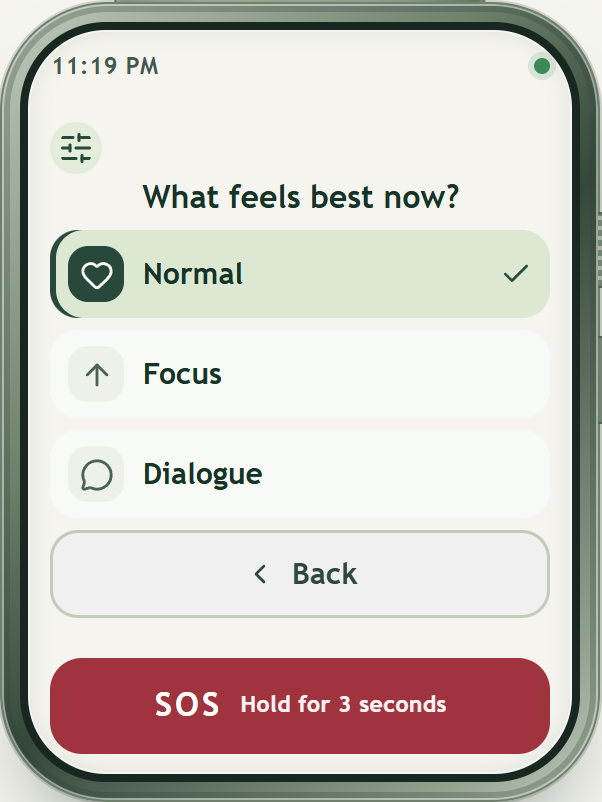 11:19 PM
What feels best now?
Normal
Focus
Dialogue
Back
SOS Hold for 3 seconds